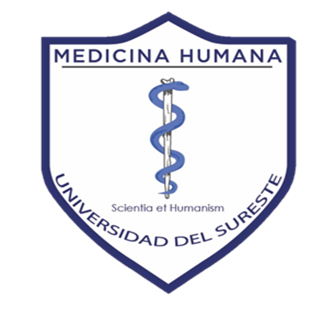 MEDICINA HUMANA
Scientia et Humanism
UNIVERSIDAD DEL SURESTE